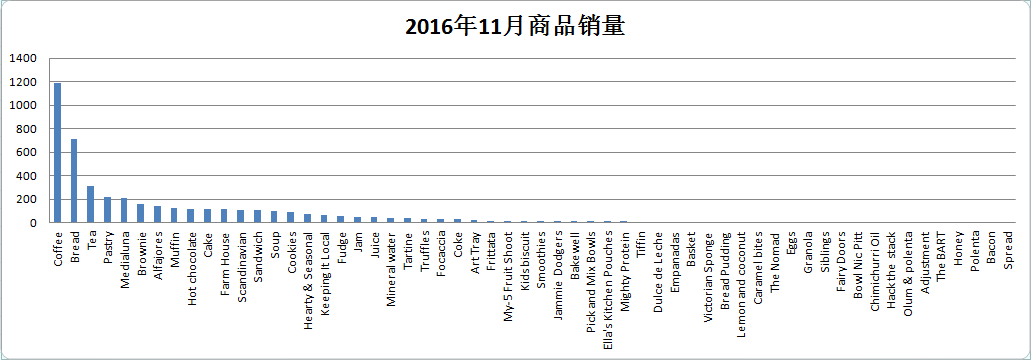 2016年11月商品销量
1400
1200
1000
800
600
400
200
0
Coffee
Bread
Tea
Pastry
Medialuna
Brownie
Alfajores
Muffin
Hot chocolate
Cake
Farm House
Scandinavian
Sandwich
Soup
Cookies
Hearty & Seasonal
Keeping It Local
Fudge
Jam
Juice
Mineral water
Tartine
Truffles
Focaccia
Coke
Art Tray
Frittata
My-5 Fruit Shoot
Kids biscuit
Smoothies
Jammie Dodgers
Bakewell
Pick and Mix Bowls
Ella's Kitchen Pouches
Mighty Protein
Tiffin
Dulce de Leche
Empanadas
Basket
Victorian Sponge
Bread Pudding
Lemon and coconut
Caramel bites
The Nomad
Eggs
Granola
Siblings
Fairy Doors
Bowl Nic Pitt
Chimichurri Oil
Hack the stack
Olum & polenta
Adjustment
The BART
Honey
Polenta
Bacon
Spread